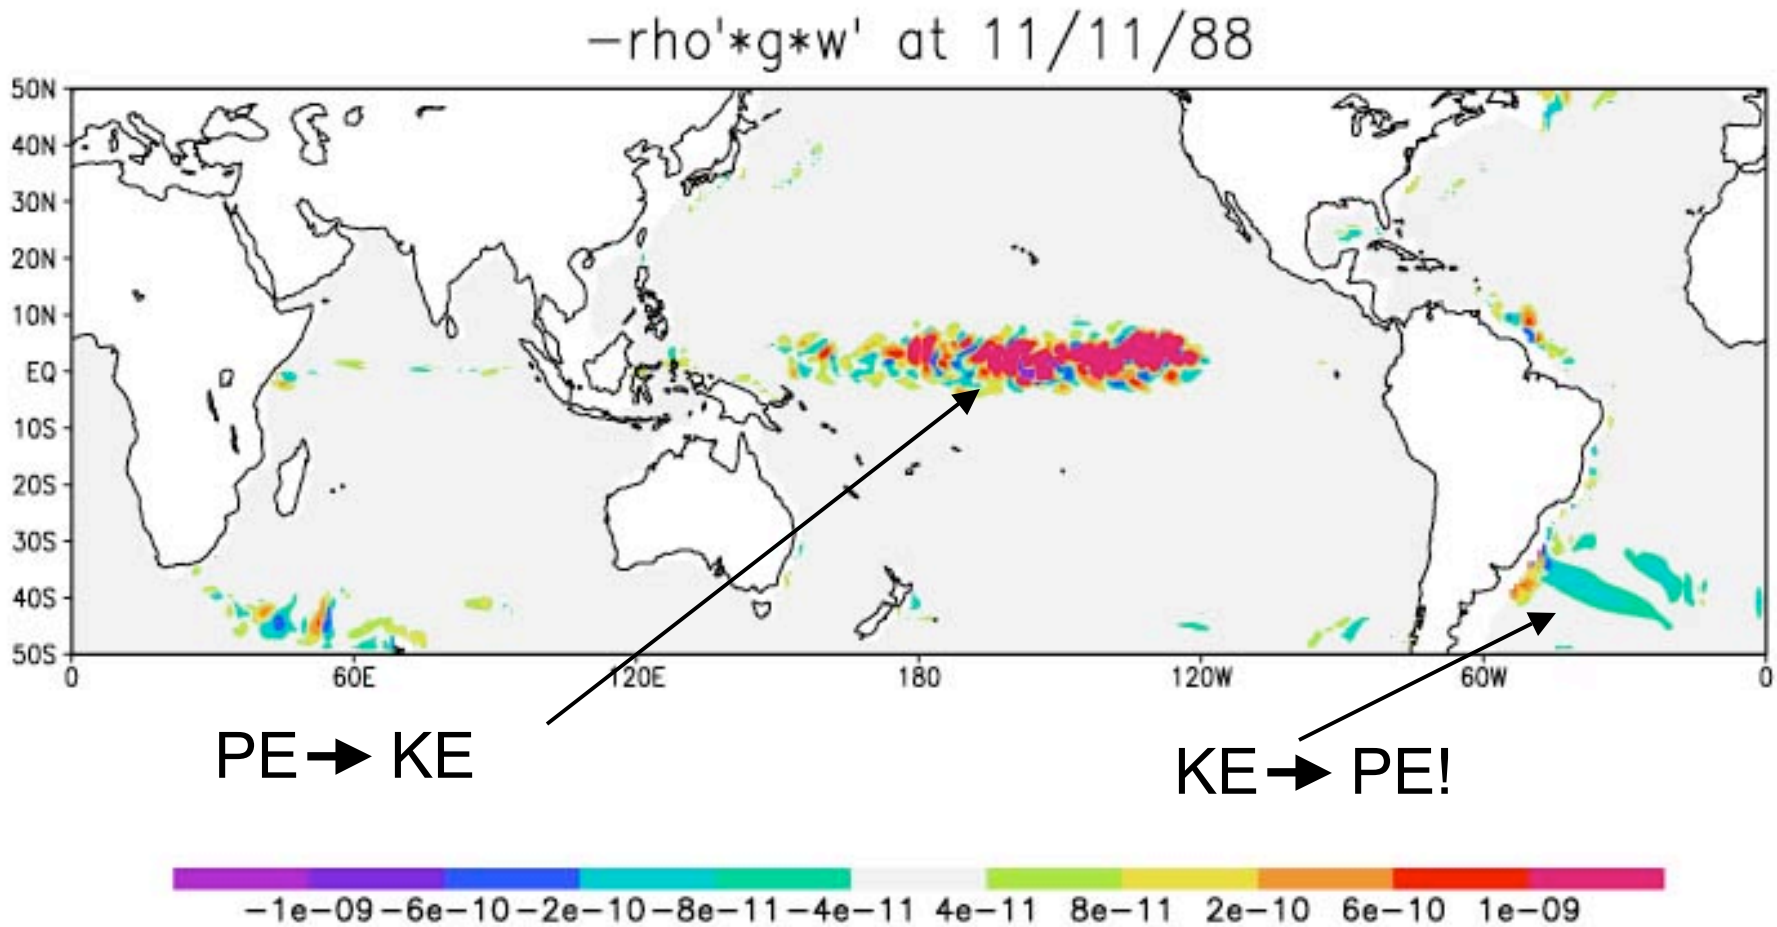 -rho'*g*w' at 11/11/88
50N
40N
30N
20N
10N
EQ
10S
20S
30S
40S
50S
0 60E 120E 180 120W 60W 0
PE → KE
KE → PE!
-1e-09 -6e-10 -2e-10 -8e-11 -4e-11 4e-11 8e-11 2e-10 6e-10 1e-09